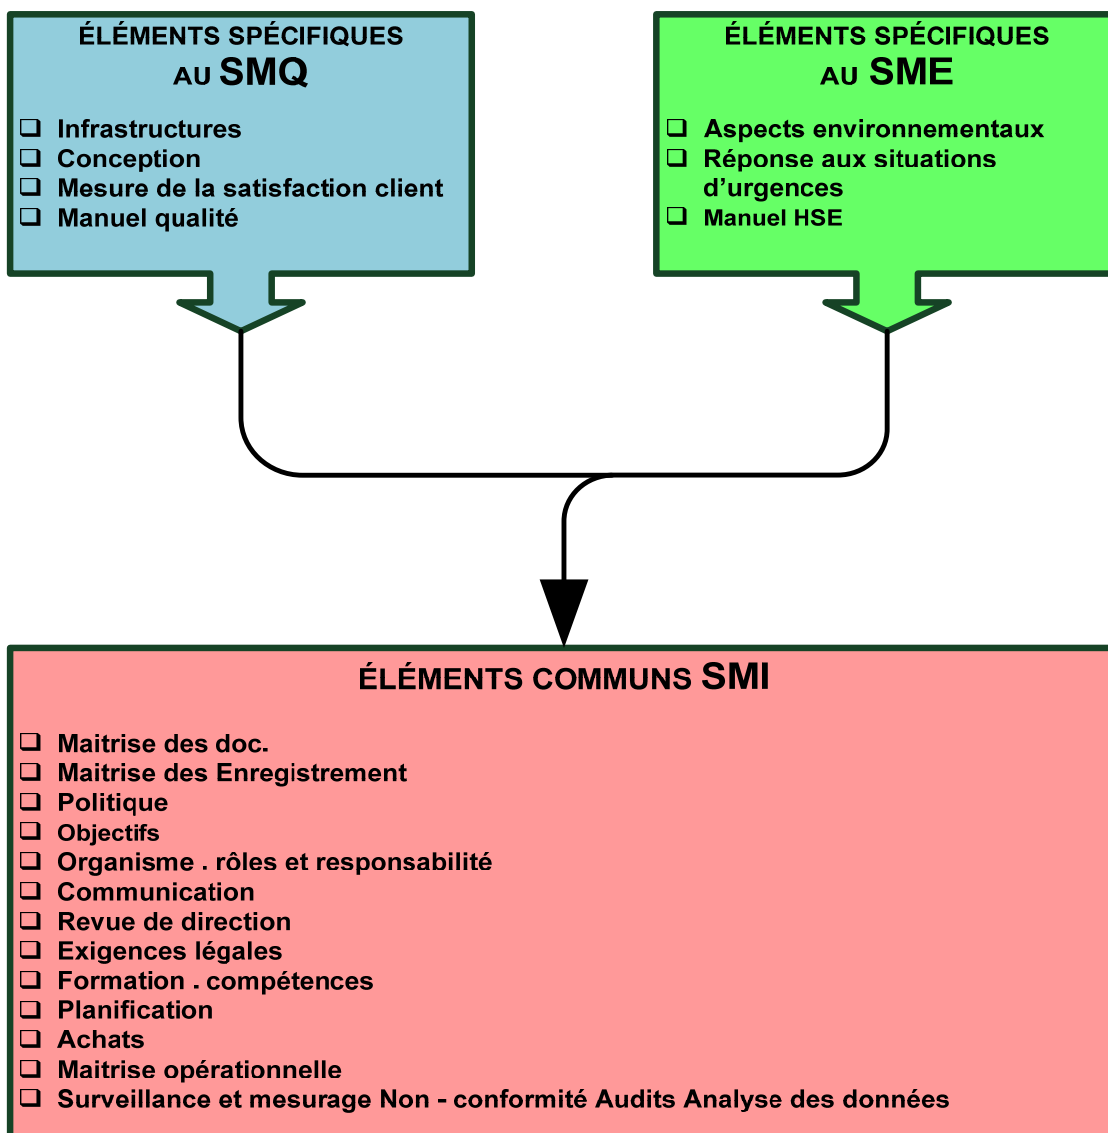 ÉLÉMENTS SPÉCIFIQUES
AU SMQ
❑ Infrastructures
❑ Conception
❑ Mesure de la satisfaction client
❑ Manuel qualité
ÉLÉMENTS SPÉCIFIQUES
AU SME
❑ Aspects environnementaux
❑ Réponse aux situations
d’urgences
❑ Manuel HSE
ÉLÉMENTS COMMUNS SMI
❑ Maitrise des doc.
❑ Maitrise des Enregistrement
❑ Politique
❑ Objectifs
❑ Organisme . rôles et responsabilité
❑ Communication
❑ Revue de direction
❑ Exigences légales
❑ Formation . compétences
❑ Planification
❑ Achats
❑ Maitrise opérationnelle
❑ Surveillance et mesurage Non - conformité Audits Analyse des données